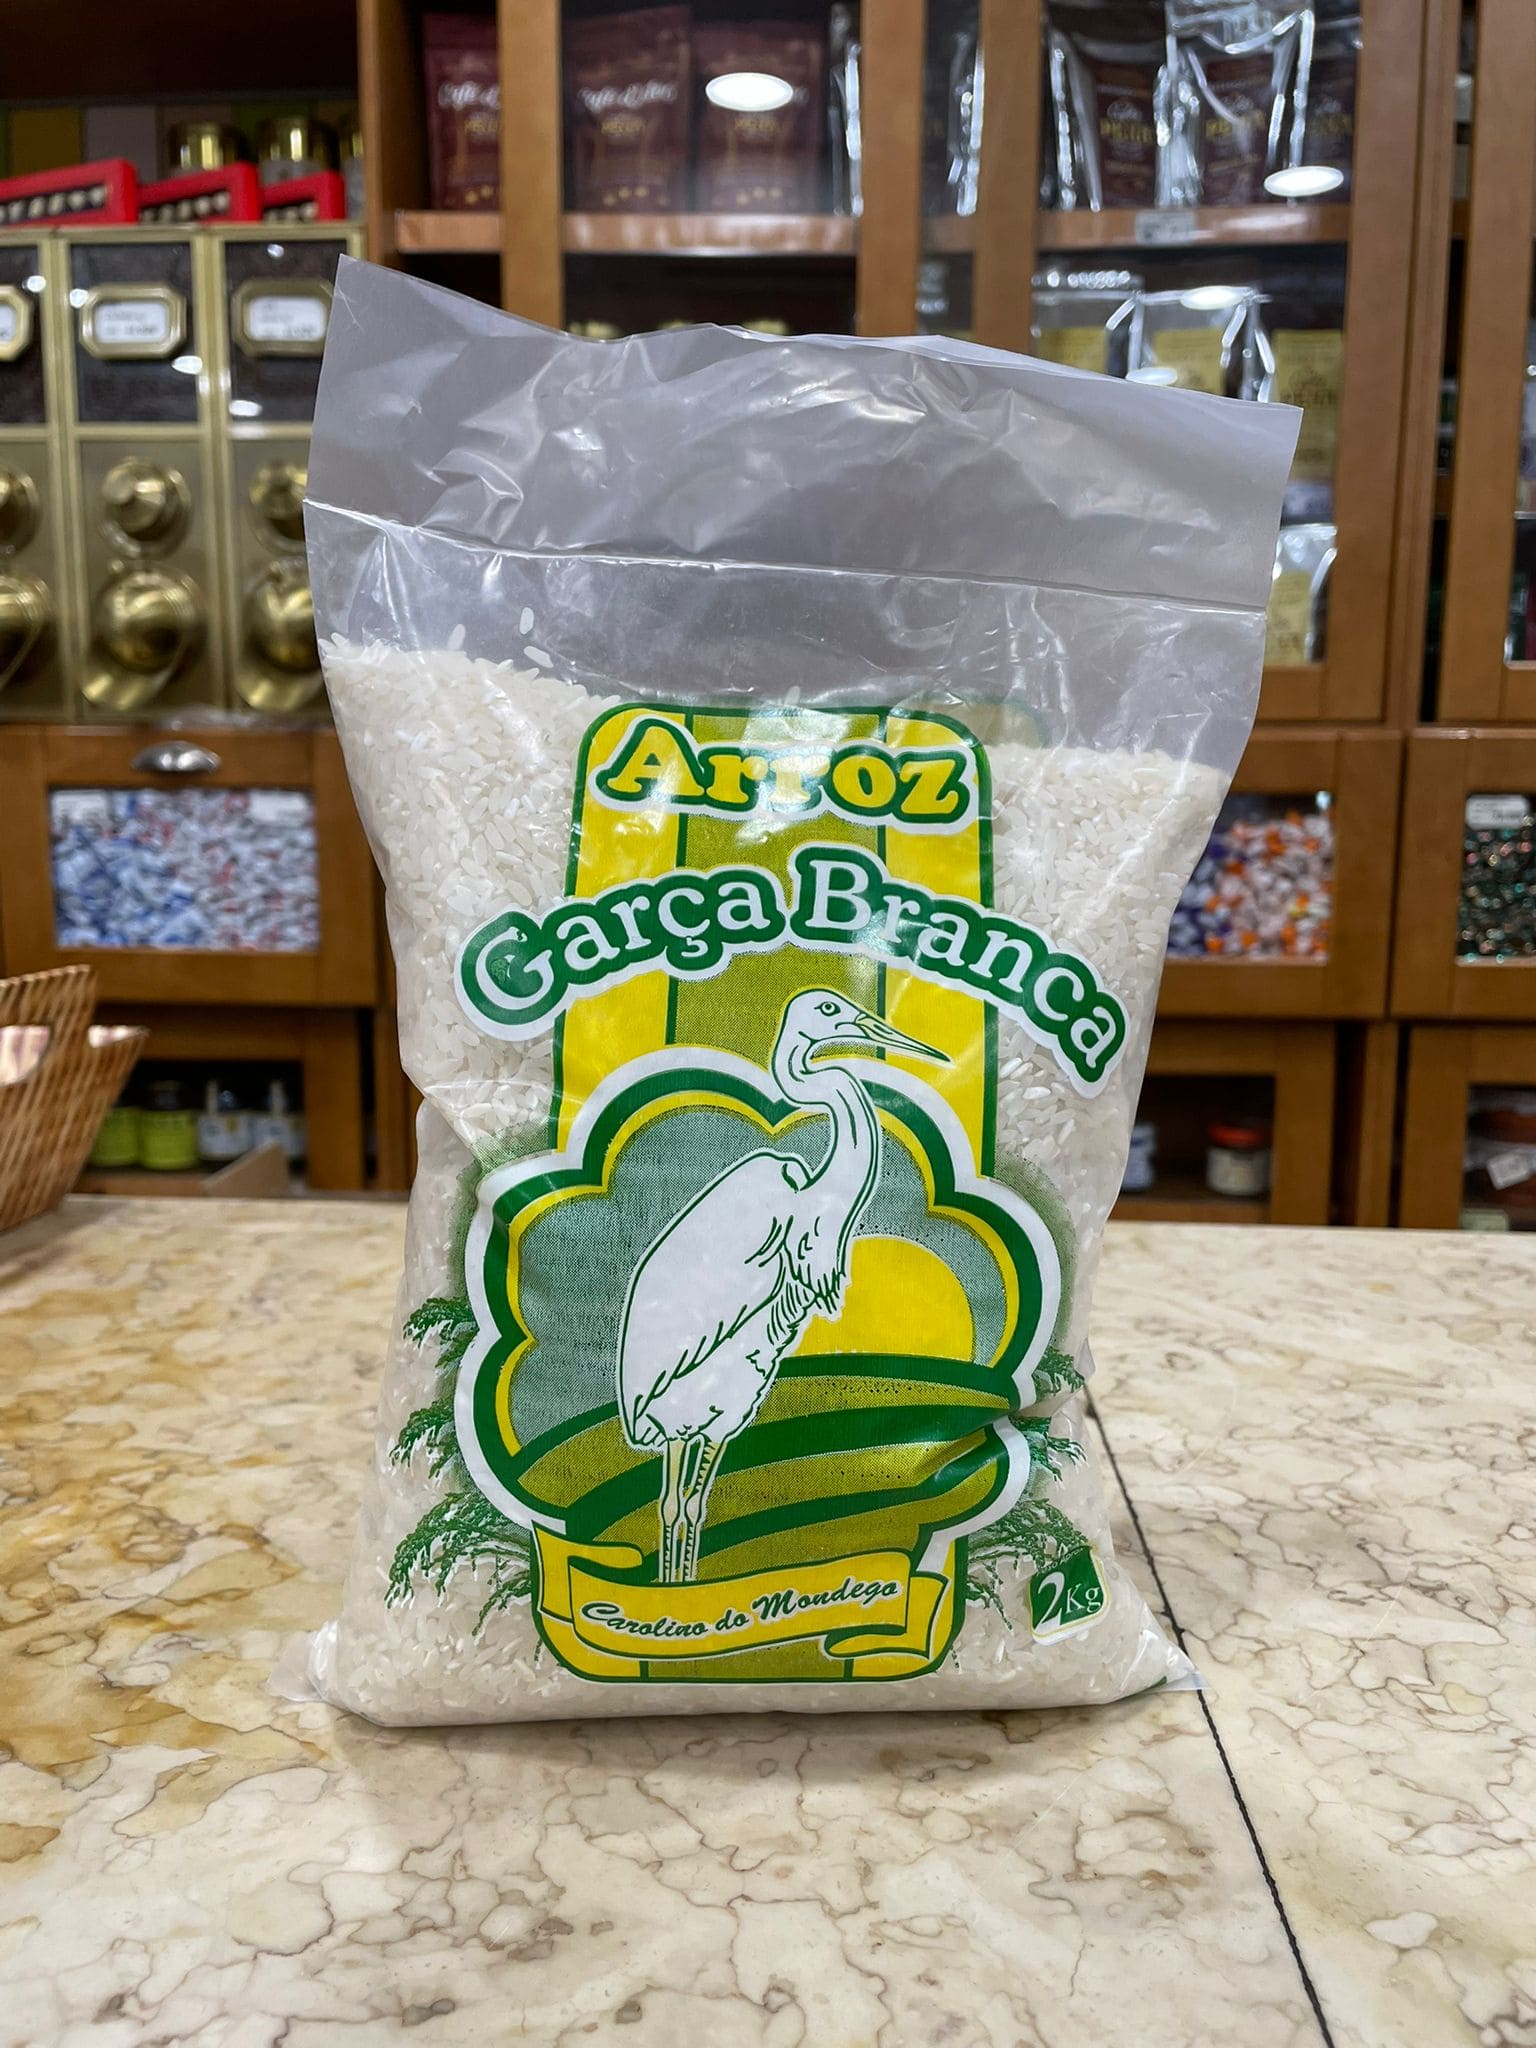 Arroz
Garça Branca
Carolino do Mondego
2Kg